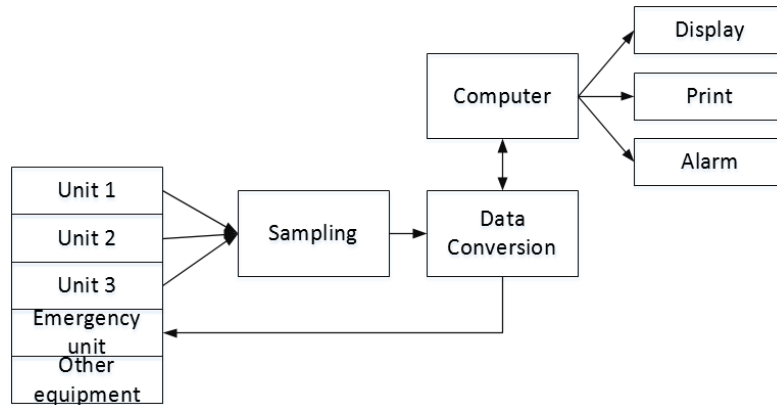 Display
Computer
Print
Alarm
Unit 1
Unit 2
Sampling
Data
Conversion
Unit 3
Emergency
unit
Other
equipment